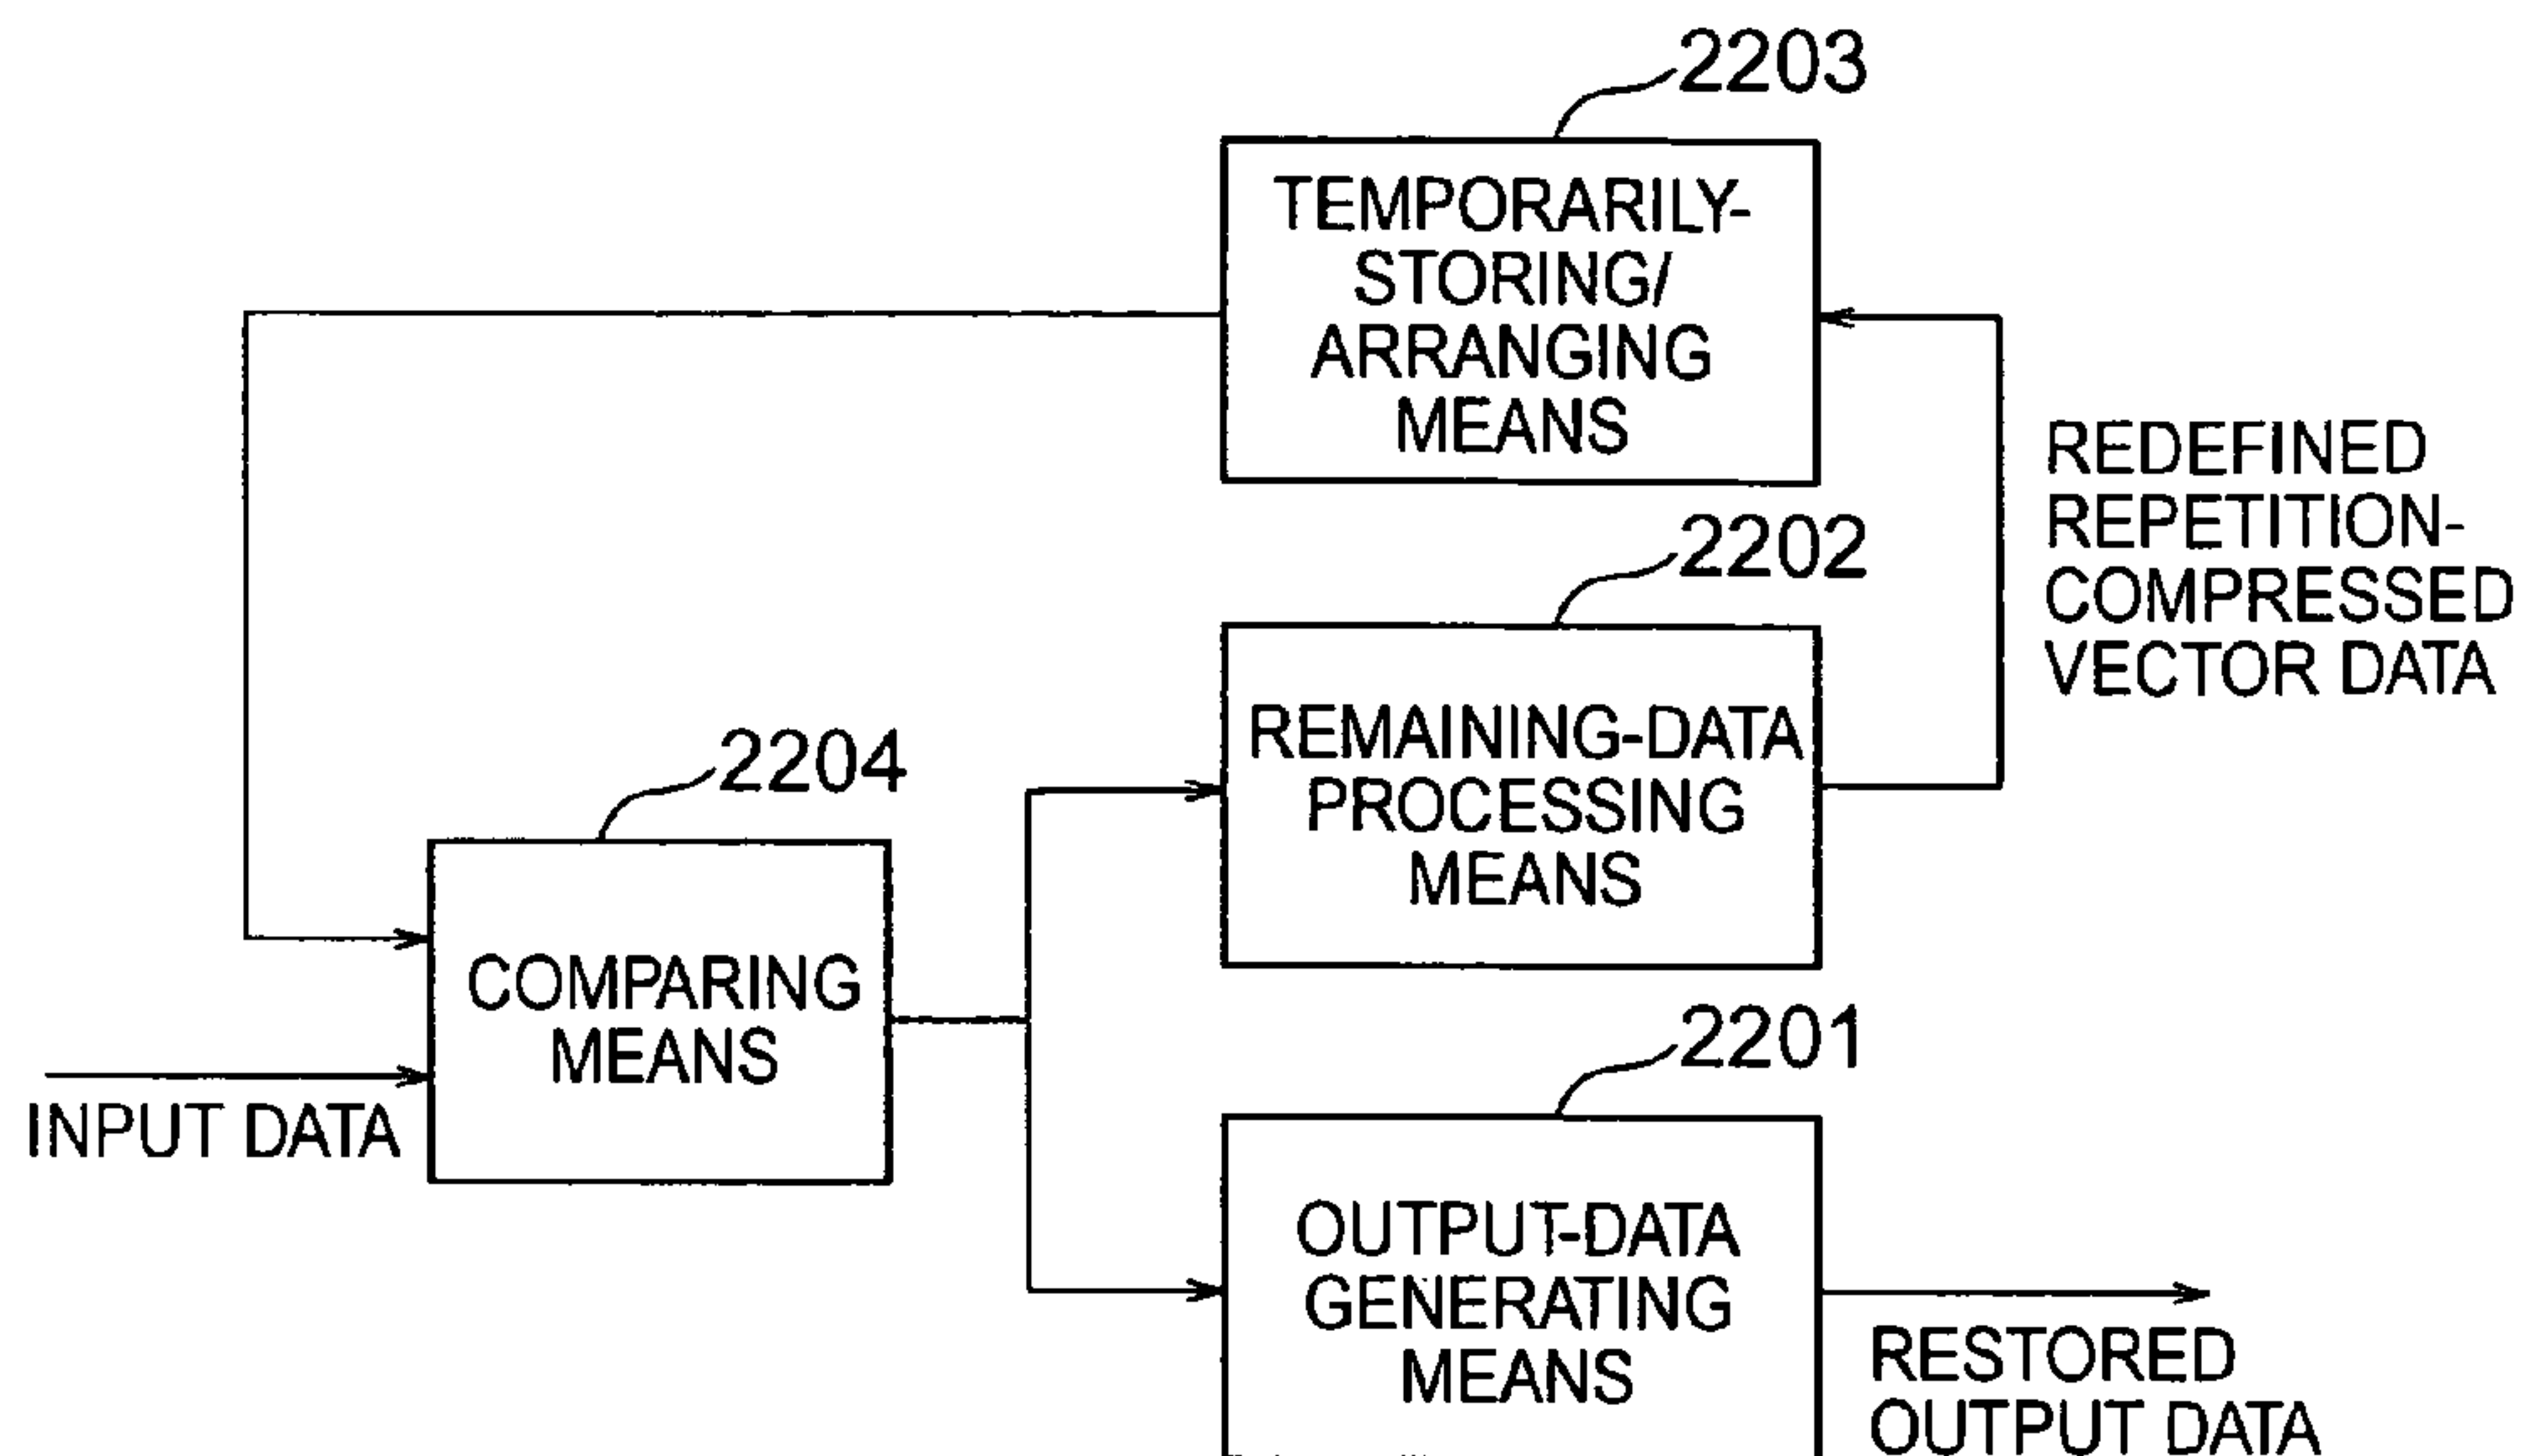 2203
TEMPORARILY-
STORING/
ARRANGING
MEANS
REDEFINED
REPETITION-
COMPRESSED
VECTOR DATA
2202
REMAINING-DATA
PROCESSING
MEANS
2204
COMPARING
MEANS
INPUT DATA
2201
OUTPUT-DATA
GENERATING
MEANS
RESTORED
OUTPUT DATA